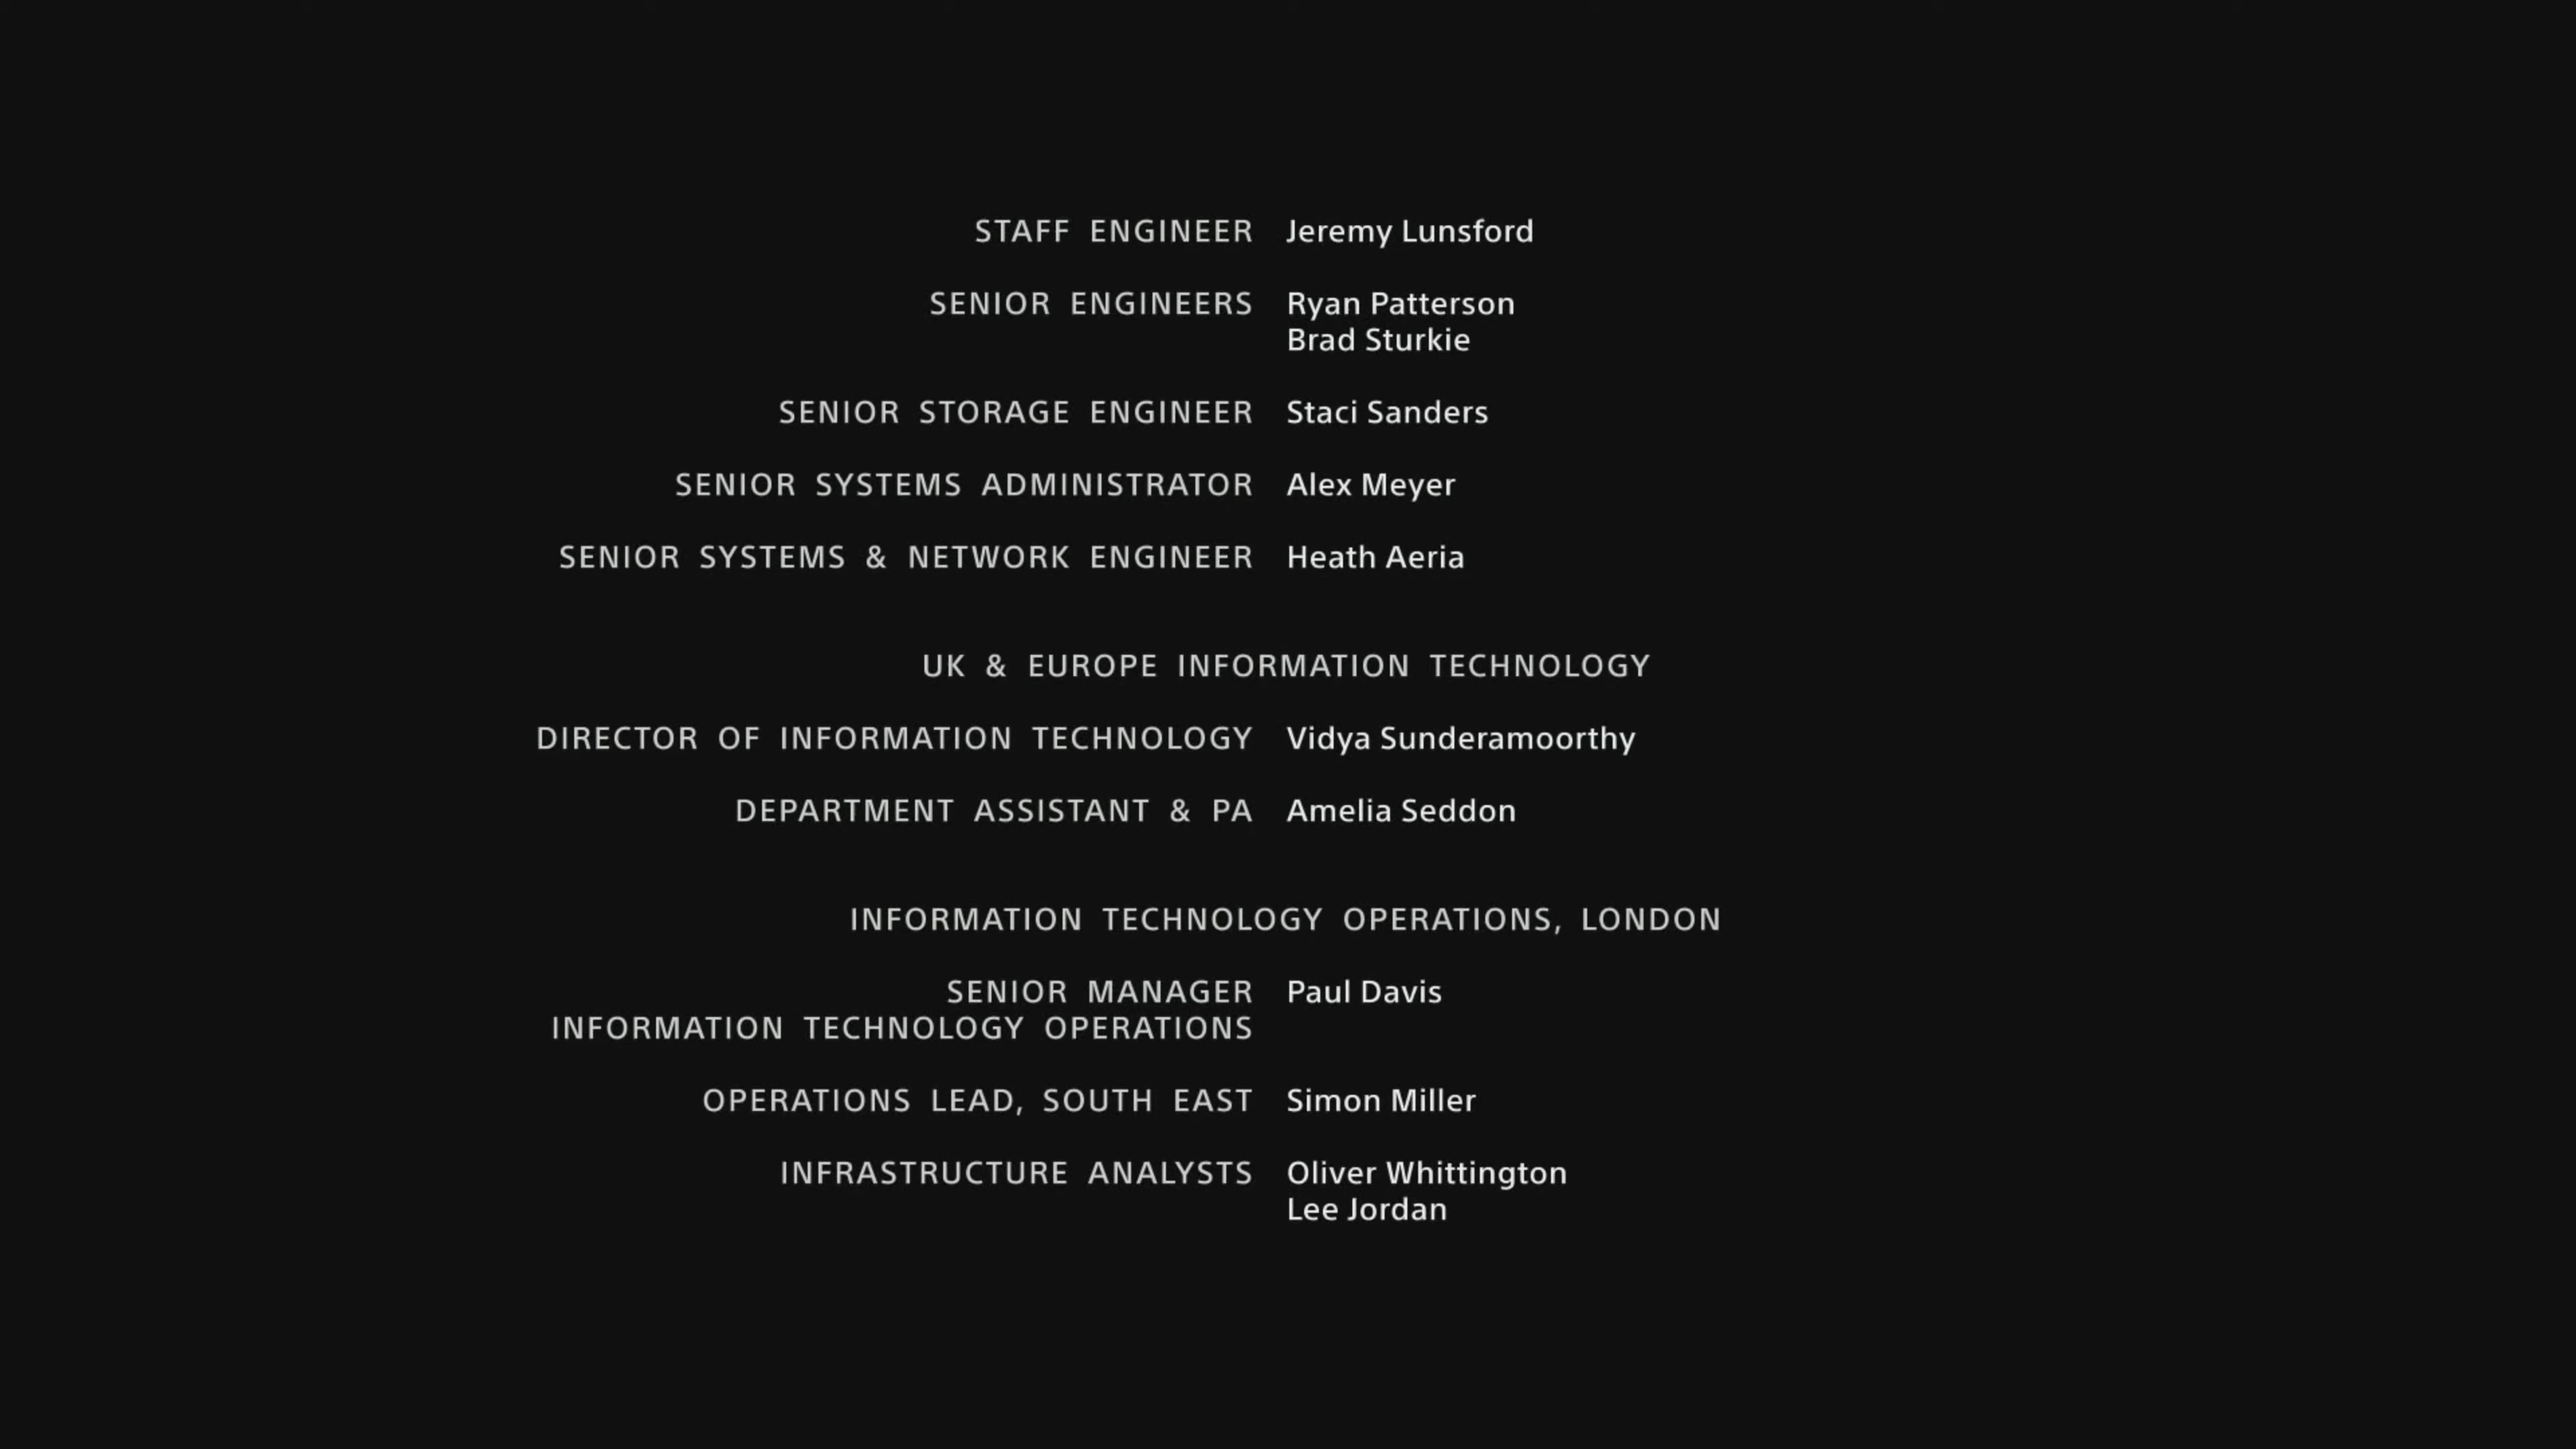 STAFF ENGINEER Jeremy Lunsford
SENIOR ENGINEERS Ryan Patterson
Brad Sturkie
SENIOR STORAGE ENGINEER Staci Sanders
SENIOR SYSTEMS ADMINISTRATOR Alex Meyer
SENIOR SYSTEMS & NETWORK ENGINEER Heath Aeria
UK & EUROPE INFORMATION TECHNOLOGY
DIRECTOR OF INFORMATION TECHNOLOGY Vidya Sunderamoorthy
DEPARTMENT ASSISTANT & PA Amelia Seddon
INFORMATION TECHNOLOGY OPERATIONS, LONDON
SENIOR MANAGER Paul Davis
INFORMATION TECHNOLOGY OPERATIONS
OPERATIONS LEAD, SOUTH EAST Simon Miller
INFRASTRUCTURE ANALYSTS Oliver Whittington
Lee Jordan